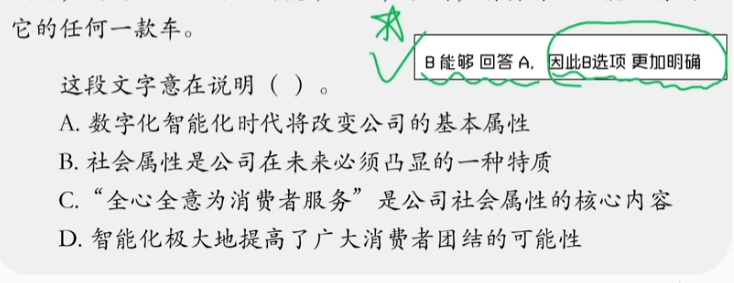 它的任何一款车。
B 能够 回答 A, 因此B选项 更加明确
这段文字意在说明（ ）。
A. 数字化智能化时代将改变公司的基本属性
B. 社会属性是公司在未来必须凸显的一种特质
C. “全心全意为消费者服务”是公司社会属性的核心内容
D. 智能化极大地提高了广大消费者团结的可能性